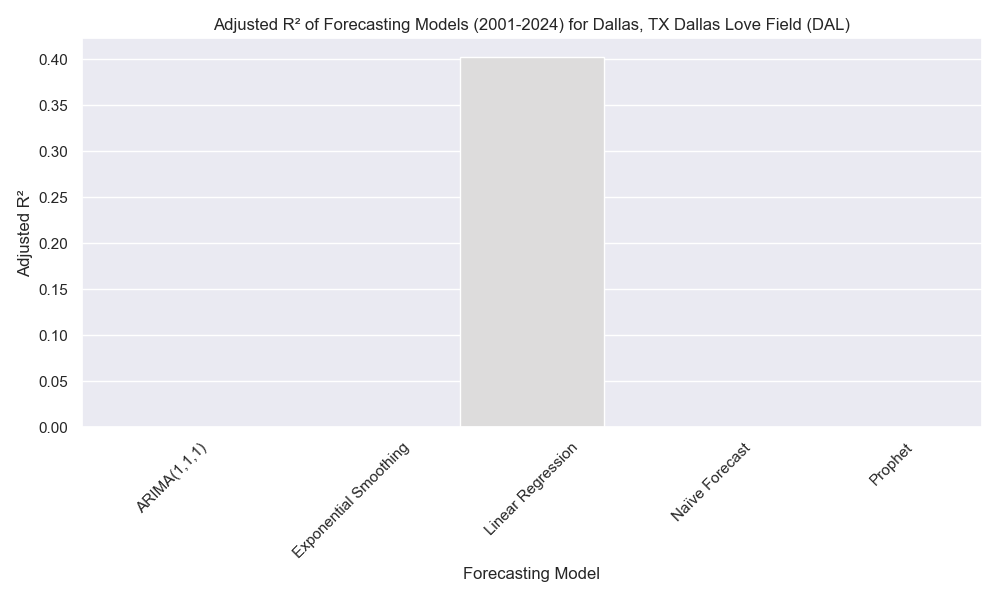 Adjusted R² of Forecasting Models (2001-2024) for Dallas, TX Dallas Love Field (DAL)
Adjusted R²
0.40
0.35
0.30
0.25
0.20
0.15
0.10
0.05
0.00
ARIMA(1,1,1)
Exponential Smoothing
Linear Regression
Naïve Forecast
Prophet
Forecasting Model